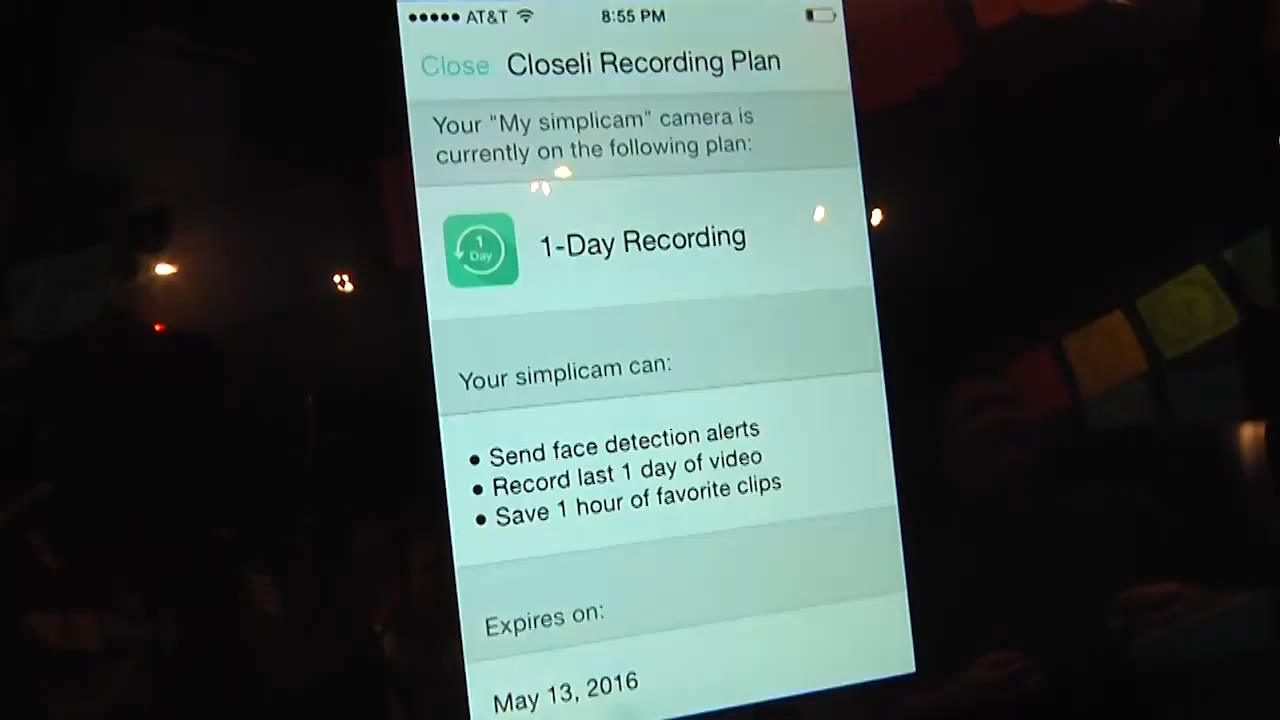 AT&T 8:55 PM
Close Closeli Recording Plan
Your "My simplicam" camera is
currently on the following plan:
1
Day
1-Day Recording
Your simplicam can:
• Send face detection alerts
• Record last 1 day of video
• Save 1 hour of favorite clips
Expires on:
May 13, 2016